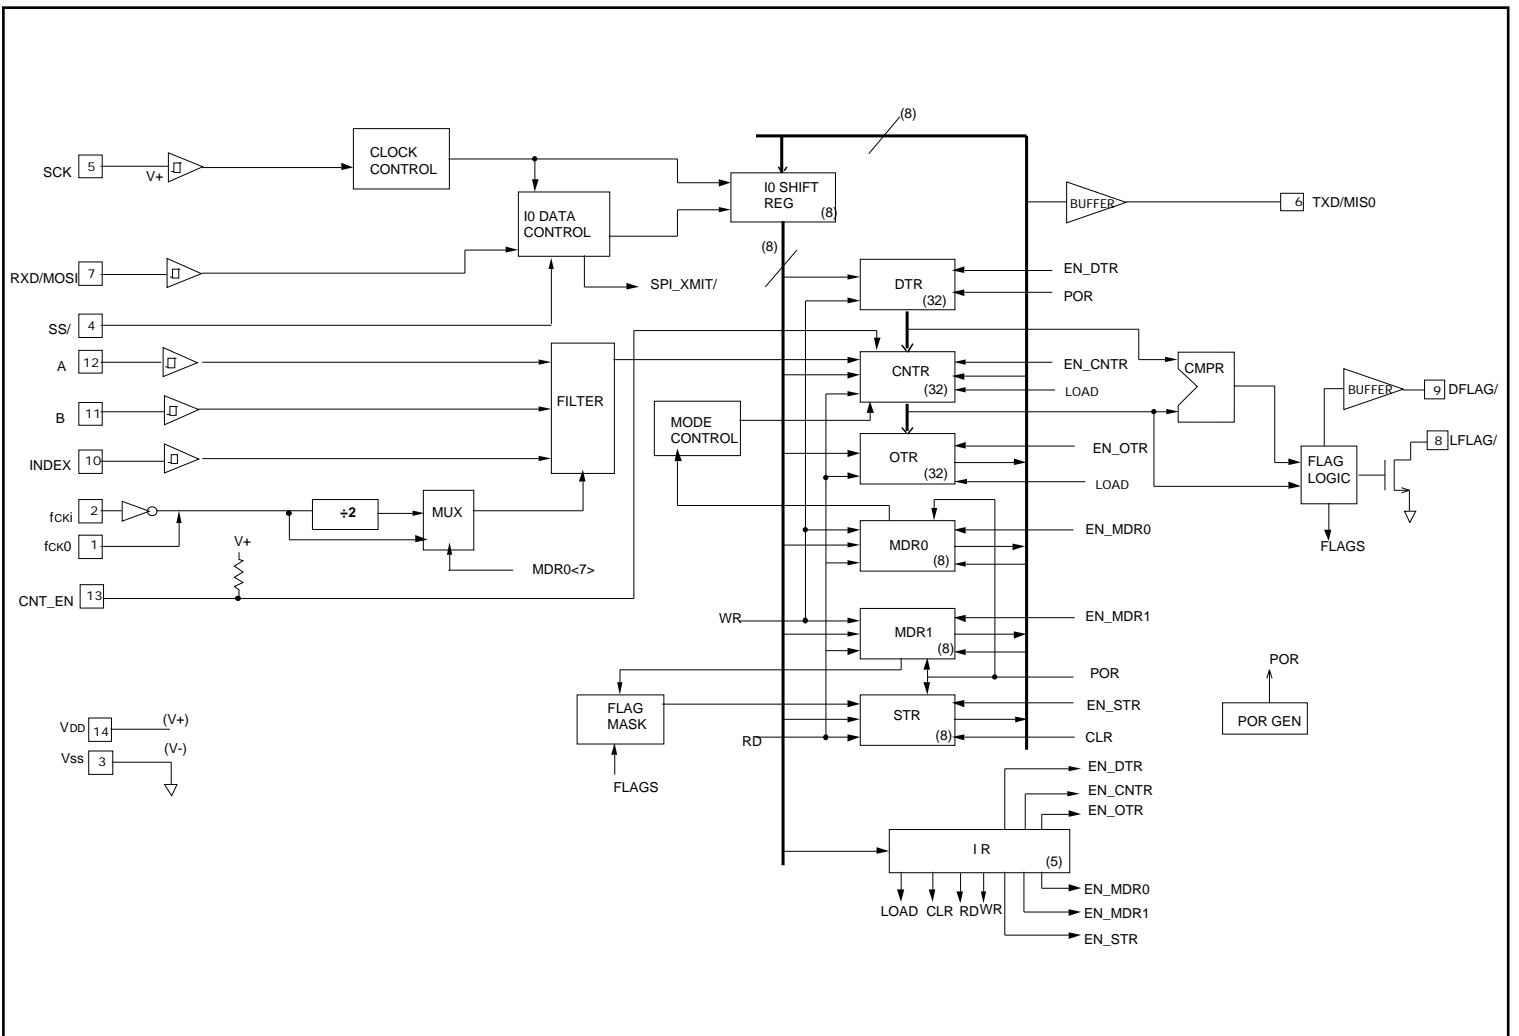 (8)
CLOCK
CONTROL
SCK 5
V+
I0 SHIFT
REG
(8)
BUFFER
6 TXD/MIS0
I0 DATA
CONTROL
(8)
RXD/MOSI 7
SPI_XMIT/
DTR
(32)
EN_DTR
POR
SS/ 4
A 12
FILTER
CNTR
(32)
EN_CNTR
LOAD
CMPR
BUFFER
9 DFLAG/
B 11
MODE
CONTROL
8 LFLAG/
INDEX 10
OTR
(32)
EN_OTR
LOAD
FLAG
LOGIC
fCKi 2
÷2
MUX
fCK0 1
V+
MDR0<7>
MDR0
(8)
EN_MDR0
FLAGS
CNT_EN 13
WR
MDR1
(8)
EN_MDR1
POR
POR
FLAG
MASK
STR
(8)
EN_STR
CLR
RD
POR GEN
VDD 14 (V+)
Vss 3 (V-)
FLAGS
EN_DTR
EN_CNTR
EN_OTR
I R
(5)
LOAD CLR RD WR
EN_MDR0
EN_MDR1
EN_STR